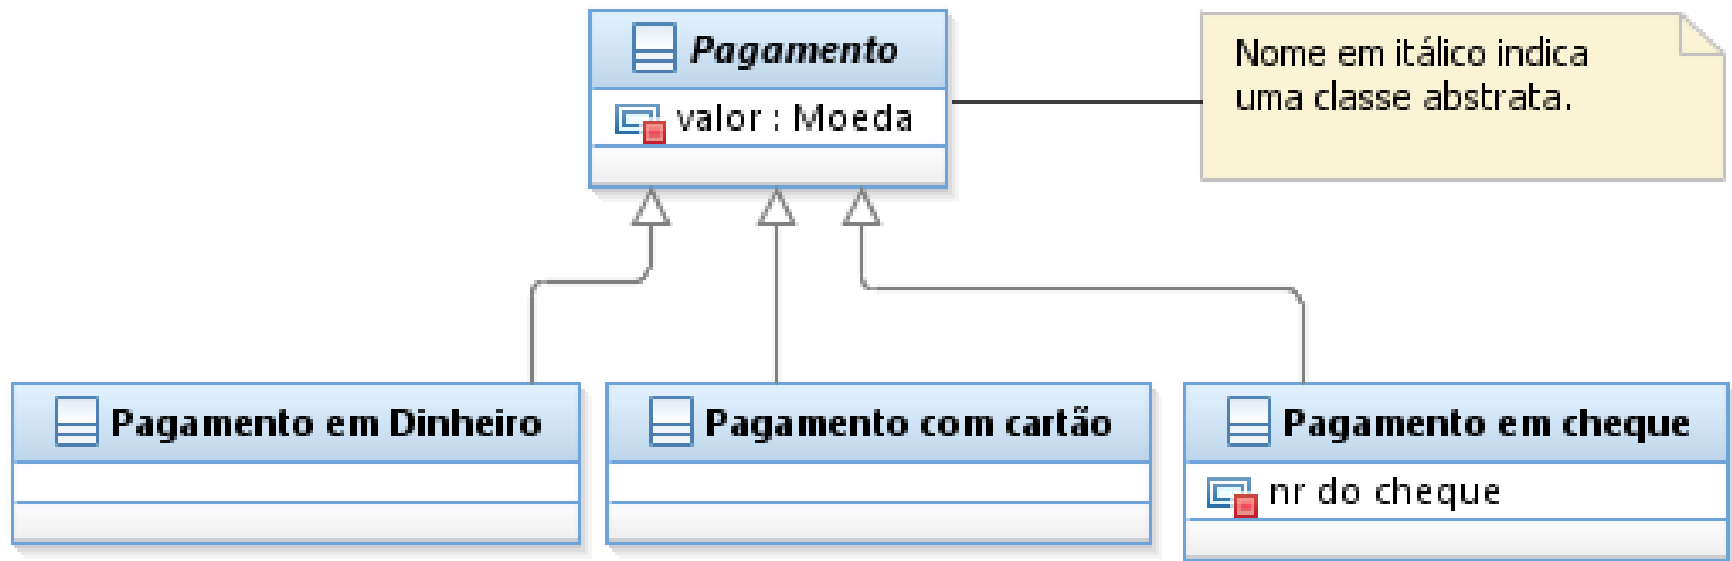 Pagamento
valor : Moeda
Nome em itálico indica
uma classe abstrata.
Pagamento em Dinheiro
Pagamento com cartão
Pagamento em cheque
nr do cheque